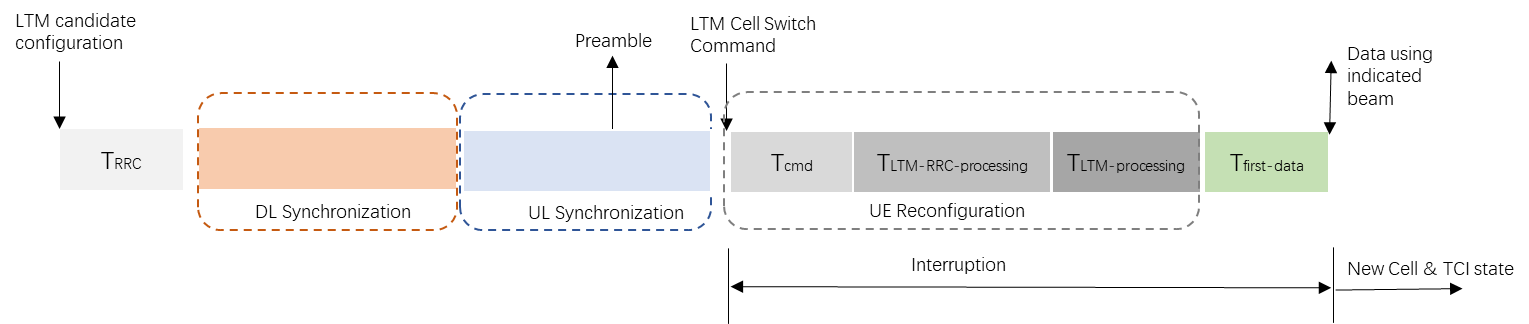 LTM candidate
configuration
Preamble
LTM Cell Switch
Command
Data using
indicated
beam
TRRC
Tcmd
TLTM-RRC-processing
TLTM-processing
Tfirst-data
DL Synchronization
UL Synchronization
UE Reconfiguration
Interruption
New Cell & TCI state